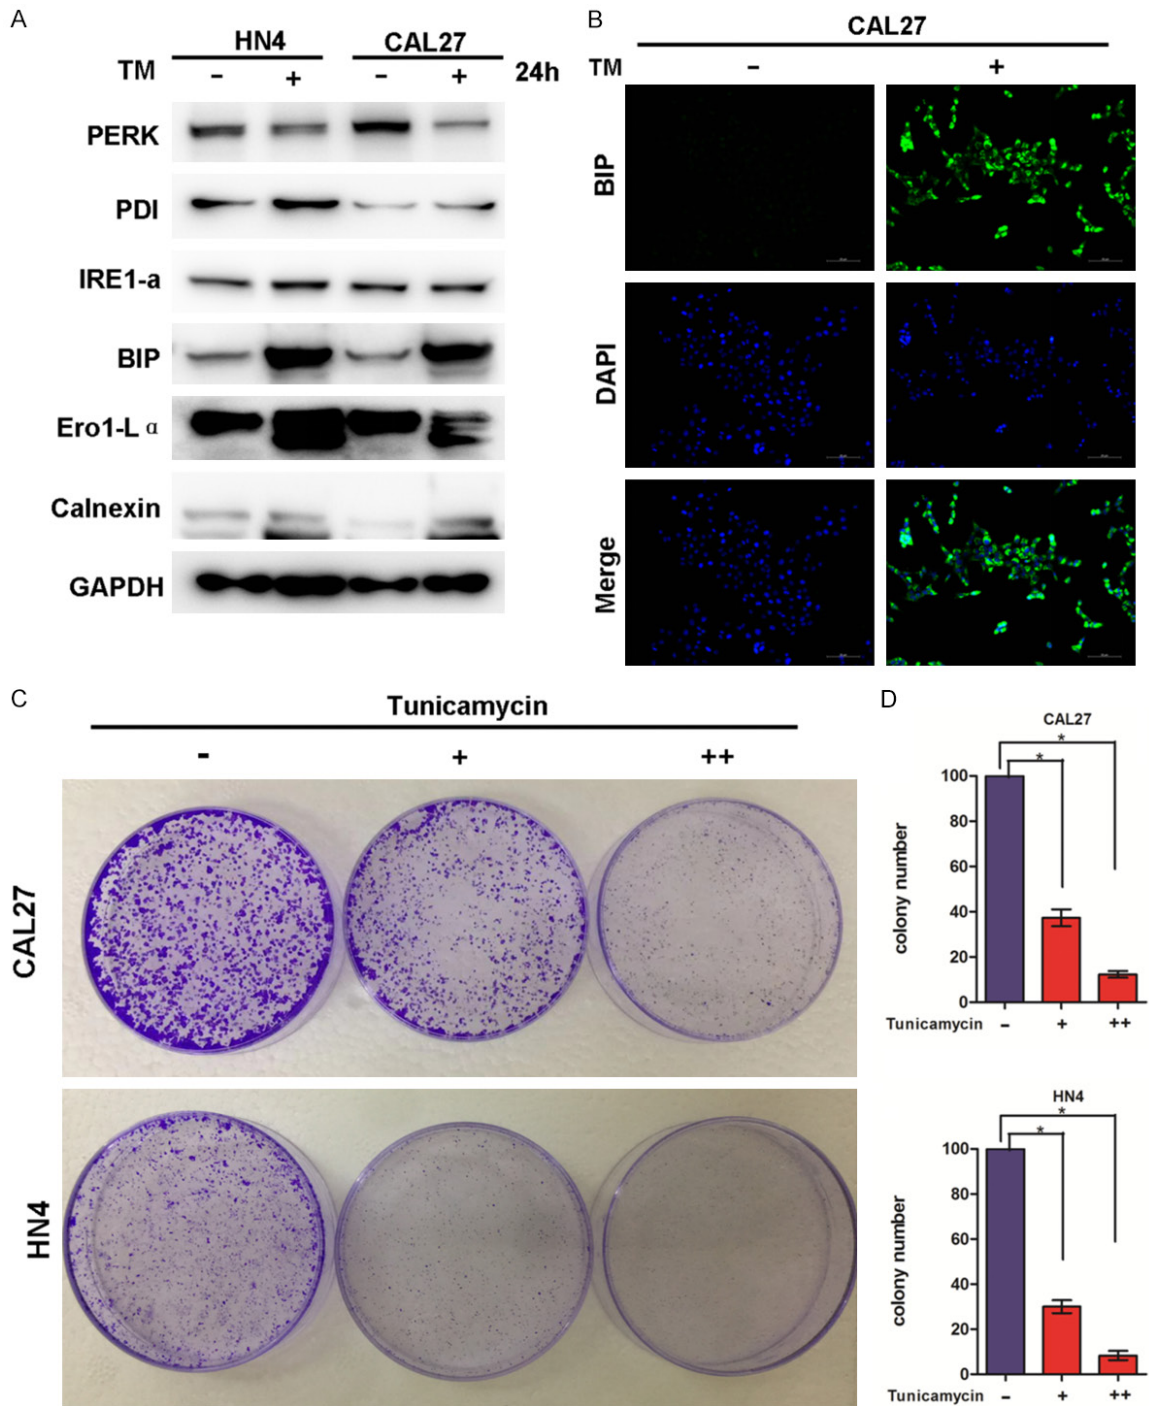 A
HN4 CAL27
TM - + - + 24h
PERK
PDI
IRE1-a
BIP
Ero1-L α
Calnexin
GAPDH
B
CAL27
TM - +
BIP
DAPI
Merge
C
Tunicamycin
- + ++
CAL27
HN4
D
CAL27
*
*
100
80
60
40
20
0
colony number
Tunicamycin - + ++
HN4
*
*
100
80
60
40
20
0
colony number
Tunicamycin - + ++